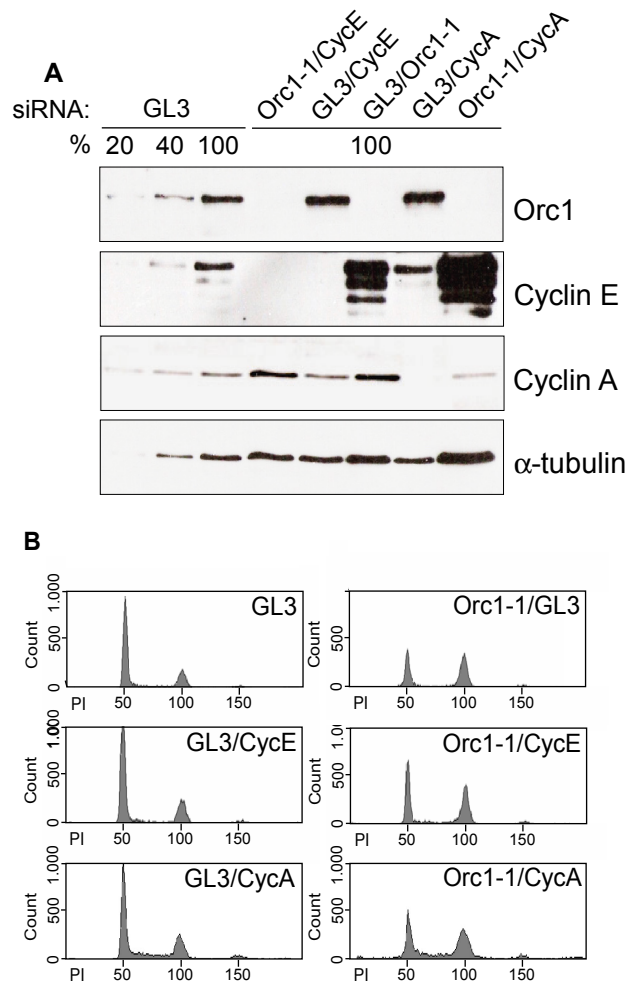 A
siRNA:
GL3
Orc1-1/CycE
GL3/CycE
GL3/Orc1-1
GL3/CycA
Orc1-1/CycA
% 20 40 100 100
Orc1
Cyclin E
Cyclin A
α-tubulin
B
Count
0 500 1.000
GL3
PI 50 100 150
Count
0 500 1.000
Orc1-1/GL3
PI 50 100 150
Count
0 500 1.000
GL3/CycE
PI 50 100 150
Count
0 500 1.0
Orc1-1/CycE
PI 50 100 150
Count
0 500 1.000
GL3/CycA
PI 50 100 150
Count
0 500 1.000
Orc1-1/CycA
PI 50 100 150